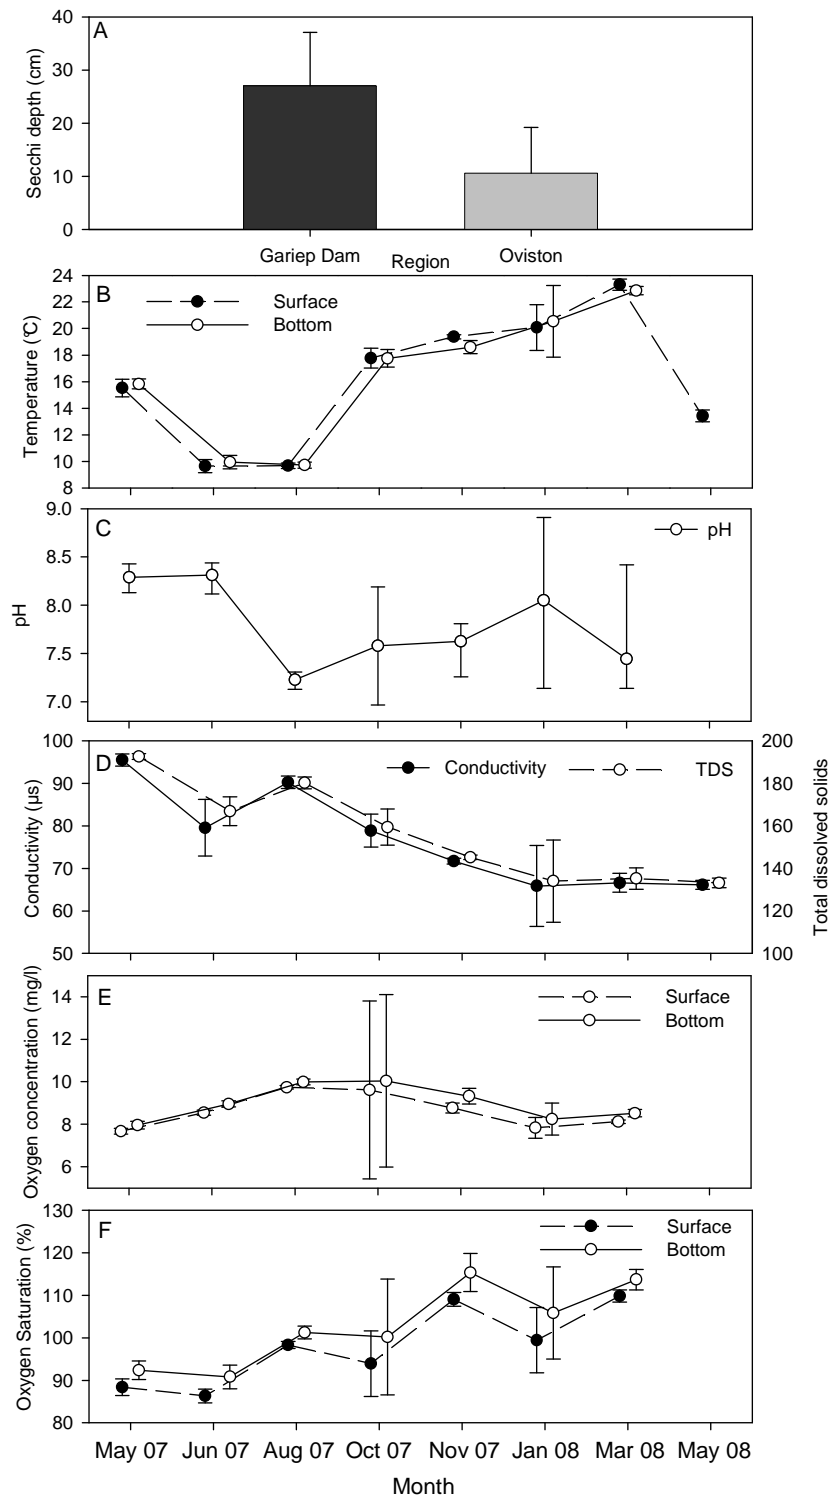 A
40
30
20
10
0
Secchi depth (cm)
Gariep Dam
Oviston
Region
B
Surface
Bottom
24
22
20
18
16
14
12
10
8
Temperature (°C)
C
pH
9.0
8.5
8.0
7.5
7.0
pH
D
Conductivity
TDS
100
90
80
70
60
50
Conductivity (µs)
200
180
160
140
120
100
Total dissolved solids
E
Surface
Bottom
14
12
10
8
6
Oxygen concentration (mg/l)
F
Surface
Bottom
130
120
110
100
90
80
Oxygen Saturation (%)
May 07 Jun 07 Aug 07 Oct 07 Nov 07 Jan 08 Mar 08 May 08
Month